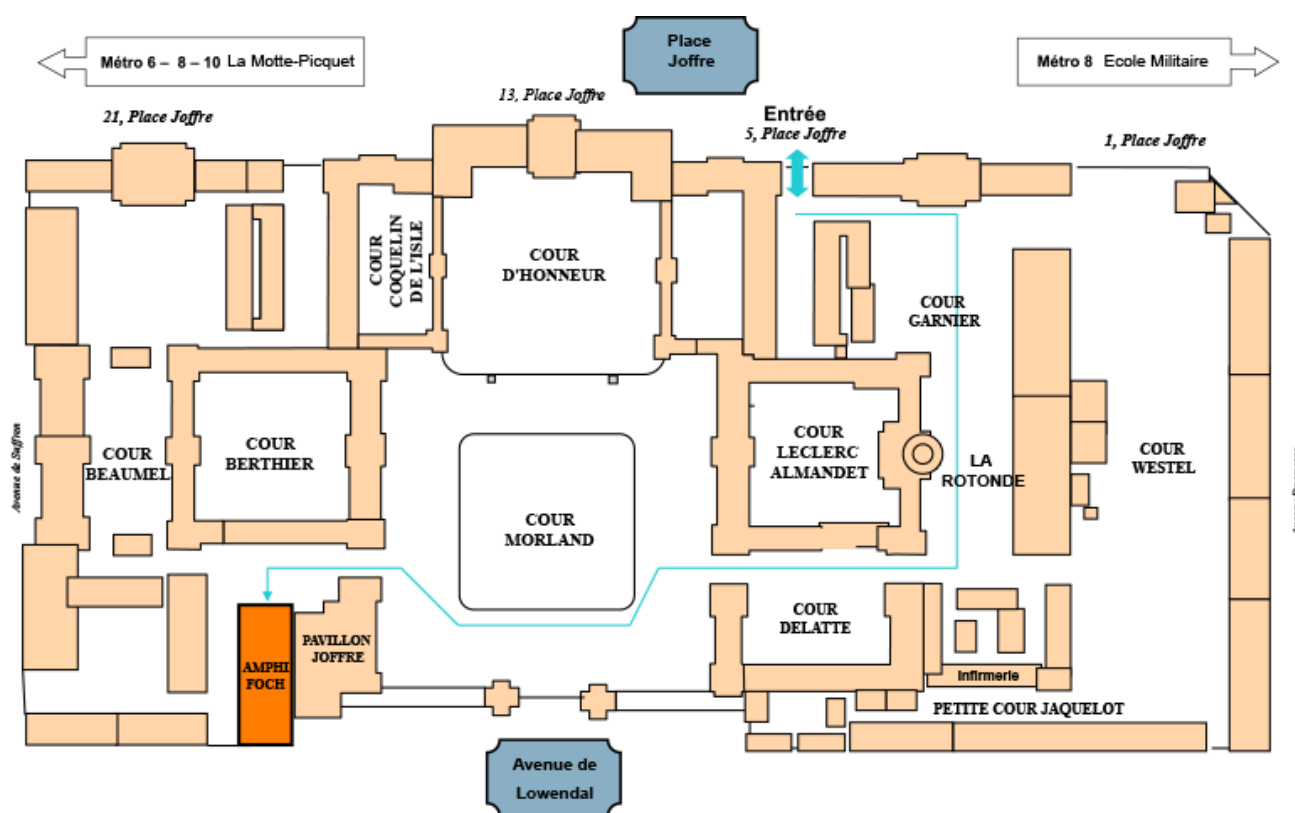 Place
Joffre
Métro 6 – 8 – 10 La Motte-Picquet
Métro 8 Ecole Militaire
13, Place Joffre
21, Place Joffre
Entrée
5, Place Joffre
1, Place Joffre
COUR
COQUELIN
DE L'ISLE
COUR
D'HONNEUR
COUR
GARNIER
COUR
BEAUMEL
COUR
BERTHIER
COUR
LECLERC
ALMANDET
LA
ROTONDE
COUR
WESTEL
Avenue de Suffren
COUR
MORLAND
COUR
DELATTE
PAVILLON
JOFFRE
AMPHI
FOCH
Infirmerie
PETITE COUR JAQUELOT
Avenue de
Lowendal